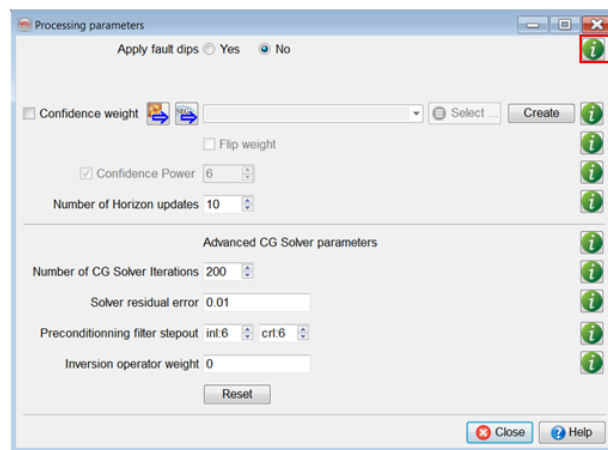 Processing parameters
Apply fault dips Yes No
Confidence weight Select ... Create
Flip weight
Confidence Power 6
Number of Horizon updates 10
Advanced CG Solver parameters
Number of CG Solver Iterations 200
Solver residual error 0.01
Preconditionning filter stepout inl:6 crl:6
Inversion operator weight 0
Reset
Close Help